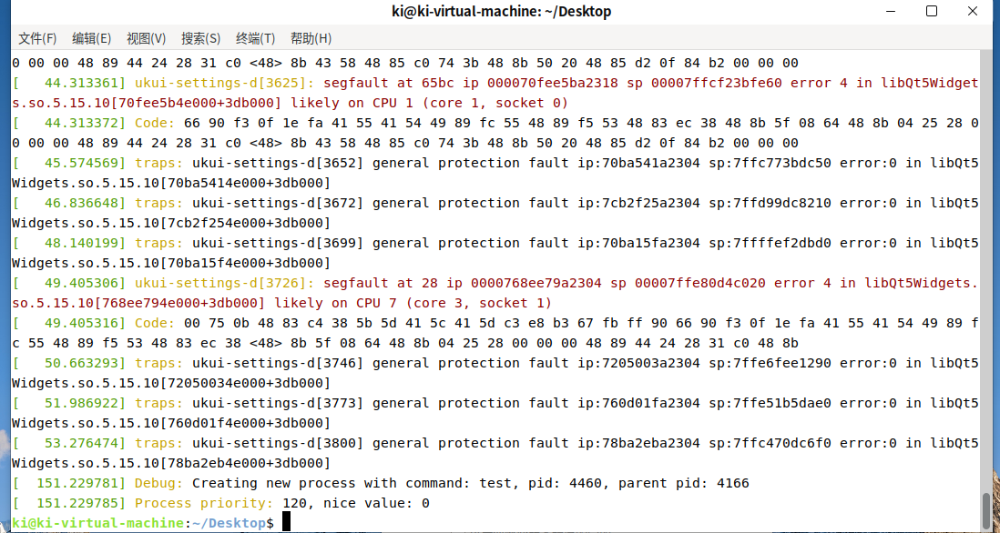 ki@ki-virtual-machine: ~/Desktop
文件(F) 编辑(E) 视图(V) 搜索(S) 终端(T) 帮助(H)
0 00 00 48 89 44 24 28 31 c0 <48> 8b 43 58 48 85 c0 74 3b 48 8b 50 20 48 85 d2 0f 84 b2 00 00 00
[   44.313361] ukui-settings-d[3625]: segfault at 65bc ip 000070fee5ba2318 sp 00007ffcf23bfe60 error 4 in libQt5Widget
s.so.5.15.10[70fee5b4e000+3db000] likely on CPU 1 (core 1, socket 0)
[   44.313372] Code: 66 90 f3 0f 1e fa 41 55 41 54 49 89 fc 55 48 89 f5 53 48 83 ec 38 48 8b 5f 08 64 48 8b 04 25 28 0
0 00 00 48 89 44 24 28 31 c0 <48> 8b 43 58 48 85 c0 74 3b 48 8b 50 20 48 85 d2 0f 84 b2 00 00 00
[   45.574569] traps: ukui-settings-d[3652] general protection fault ip:70ba541a2304 sp:7ffc773bdc50 error:0 in libQt5
Widgets.so.5.15.10[70ba5414e000+3db000]
[   46.836648] traps: ukui-settings-d[3672] general protection fault ip:7cb2f25a2304 sp:7ffd99dc8210 error:0 in libQt5
Widgets.so.5.15.10[7cb2f254e000+3db000]
[   48.140199] traps: ukui-settings-d[3699] general protection fault ip:70ba15fa2304 sp:7ffffef2dbd0 error:0 in libQt5
Widgets.so.5.15.10[70ba15f4e000+3db000]
[   49.405306] ukui-settings-d[3726]: segfault at 28 ip 0000768ee79a2304 sp 00007ffe80d4c020 error 4 in libQt5Widgets.
so.5.15.10[768ee794e000+3db000] likely on CPU 7 (core 3, socket 1)
[   49.405316] Code: 00 75 0b 48 83 c4 38 5b 5d 41 5c 41 5d c3 e8 b3 67 fb ff 90 66 90 f3 0f 1e fa 41 55 41 54 49 89 f
c 55 48 89 f5 53 48 83 ec 38 <48> 8b 5f 08 64 48 8b 04 25 28 00 00 00 48 89 44 24 28 31 c0 48 8b
[   50.663293] traps: ukui-settings-d[3746] general protection fault ip:7205003a2304 sp:7ffe6fee1290 error:0 in libQt5
Widgets.so.5.15.10[72050034e000+3db000]
[   51.986922] traps: ukui-settings-d[3773] general protection fault ip:760d01fa2304 sp:7ffe51b5dae0 error:0 in libQt5
Widgets.so.5.15.10[760d01f4e000+3db000]
[   53.276474] traps: ukui-settings-d[3800] general protection fault ip:78ba2eba2304 sp:7ffc470dc6f0 error:0 in libQt5
Widgets.so.5.15.10[78ba2eb4e000+3db000]
[  151.229781] Debug: Creating new process with command: test, pid: 4460, parent pid: 4166
[  151.229785] Process priority: 120, nice value: 0
ki@ki-virtual-machine:~/Desktop$